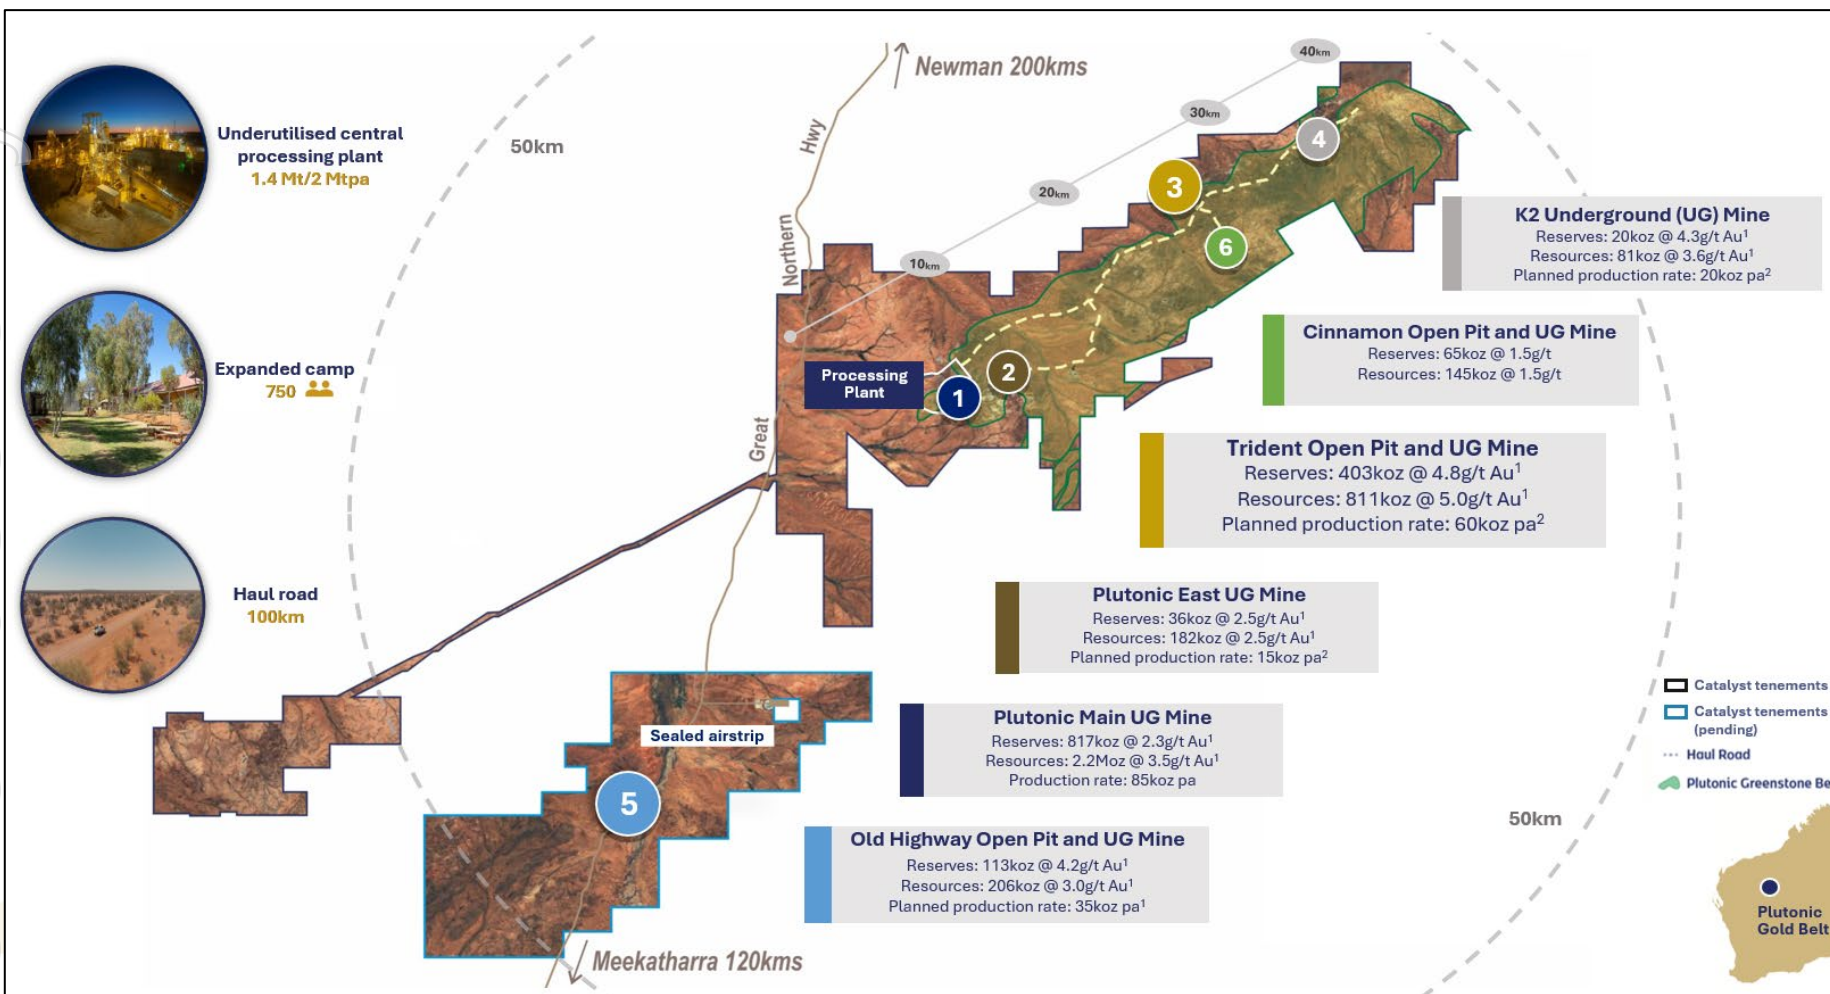 Newman 200kms
40km
30km
20km
10km
50km
Hwy
Northern
Great
Underutilised central
processing plant
1.4 Mt/2 Mtpa
Expanded camp
750
Haul road
100km
4
3
6
2
1
Processing
Plant
K2 Underground (UG) Mine
Reserves: 20koz @ 4.3g/t Au¹
Resources: 81koz @ 3.6g/t Au¹
Planned production rate: 20koz pa²
Cinnamon Open Pit and UG Mine
Reserves: 65koz @ 1.5g/t
Resources: 145koz @ 1.5g/t
Trident Open Pit and UG Mine
Reserves: 403koz @ 4.8g/t Au¹
Resources: 811koz @ 5.0g/t Au¹
Planned production rate: 60koz pa²
Plutonic East UG Mine
Reserves: 36koz @ 2.5g/t Au¹
Resources: 182koz @ 2.5g/t Au¹
Planned production rate: 15koz pa²
Plutonic Main UG Mine
Reserves: 817koz @ 2.3g/t Au¹
Resources: 2.2Moz @ 3.5g/t Au¹
Production rate: 85koz pa
Old Highway Open Pit and UG Mine
Reserves: 113koz @ 4.2g/t Au¹
Resources: 206koz @ 3.0g/t Au¹
Planned production rate: 35koz pa¹
Sealed airstrip
5
Meekatharra 120kms
50km
Catalyst tenements
Catalyst tenements
(pending)
Haul Road
Plutonic Greenstone Be
Plutonic
Gold Belt